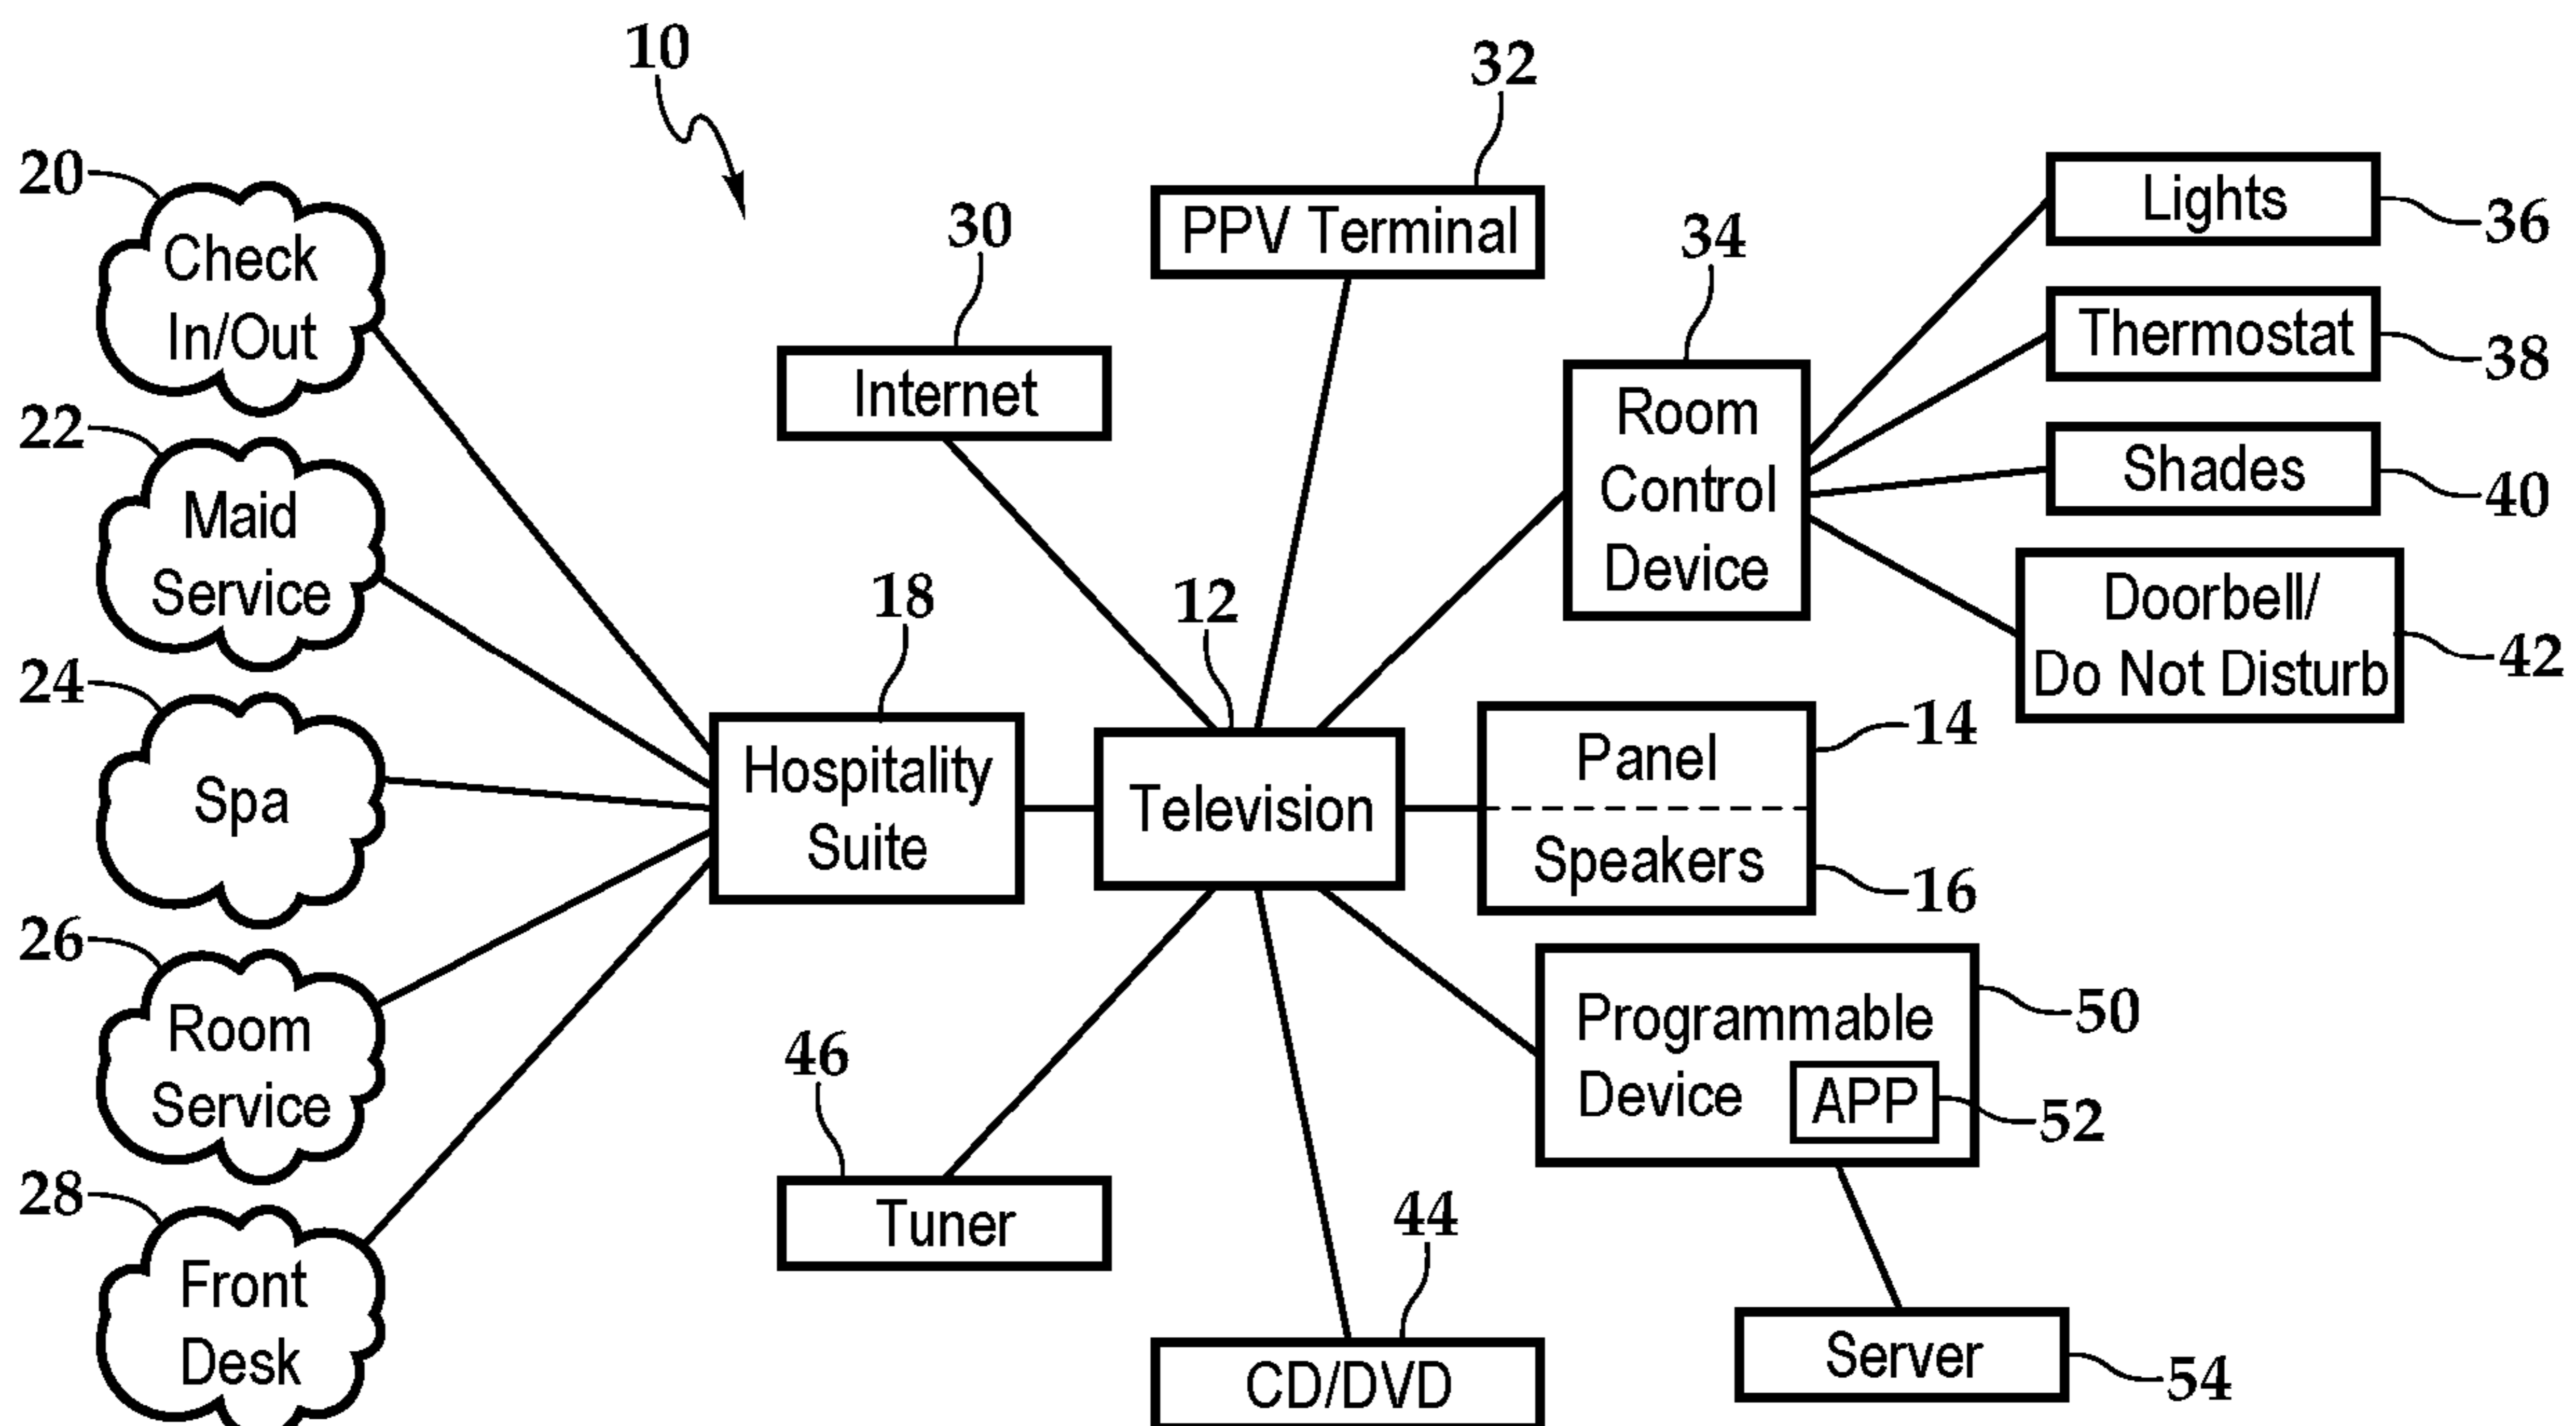 10
20
Check
In/Out
22
Maid
Service
24
Spa
26
Room
Service
28
Front
Desk
18
Hospitality
Suite
30
Internet
32
PPV Terminal
12
Television
34
Room
Control
Device
Lights
36
Thermostat
38
Shades
40
Doorbell/
Do Not Disturb
42
Panel
14
Speakers
16
Programmable
Device
50
APP
52
Server
54
46
Tuner
44
CD/DVD